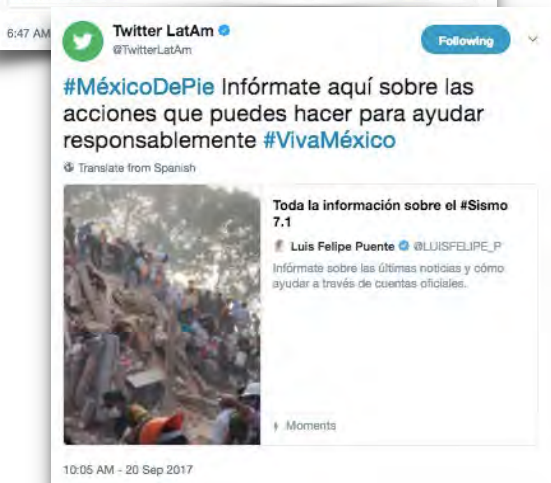 6:47 AM
Twitter LatAm
@TwitterLatAm
Following
#MéxicoDePie Infórmate aquí sobre las
acciones que puedes hacer para ayudar
responsablemente #VivaMéxico
Translate from Spanish
Toda la información sobre el #Sismo
7.1
Luis Felipe Puente @LUISFELIPE_P
Infórmate sobre las últimas noticias y cómo
ayudar a través de cuentas oficiales.
Moments
10:05 AM - 20 Sep 2017